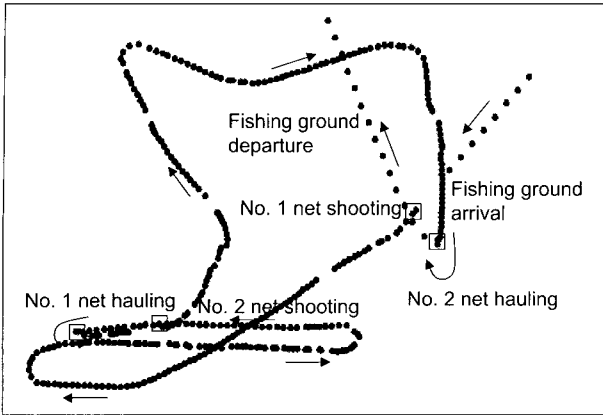 Fishing ground
departure
Fishing ground
arrival
No. 1 net shooting
No. 2 net hauling
No. 1 net hauling
No. 2 net shooting